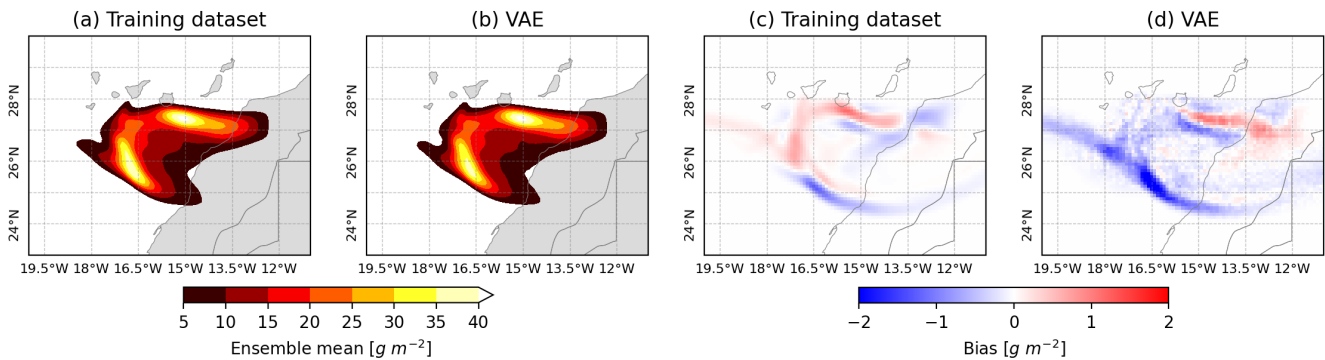 (a) Training dataset (b) VAE (c) Training dataset (d) VAE
28°N 28°N 28°N 28°N
26°N 26°N 26°N 26°N
24°N 24°N 24°N 24°N
19.5°W 18°W 16.5°W 15°W 13.5°W 12°W 19.5°W 18°W 16.5°W 15°W 13.5°W 12°W 19.5°W 18°W 16.5°W 15°W 13.5°W 12°W 19.5°W 18°W 16.5°W 15°W 13.5°W 12°W
5 10 15 20 25 30 35 40 −2 −1 0 1 2
Ensemble mean [g m⁻²] Bias [g m⁻²]